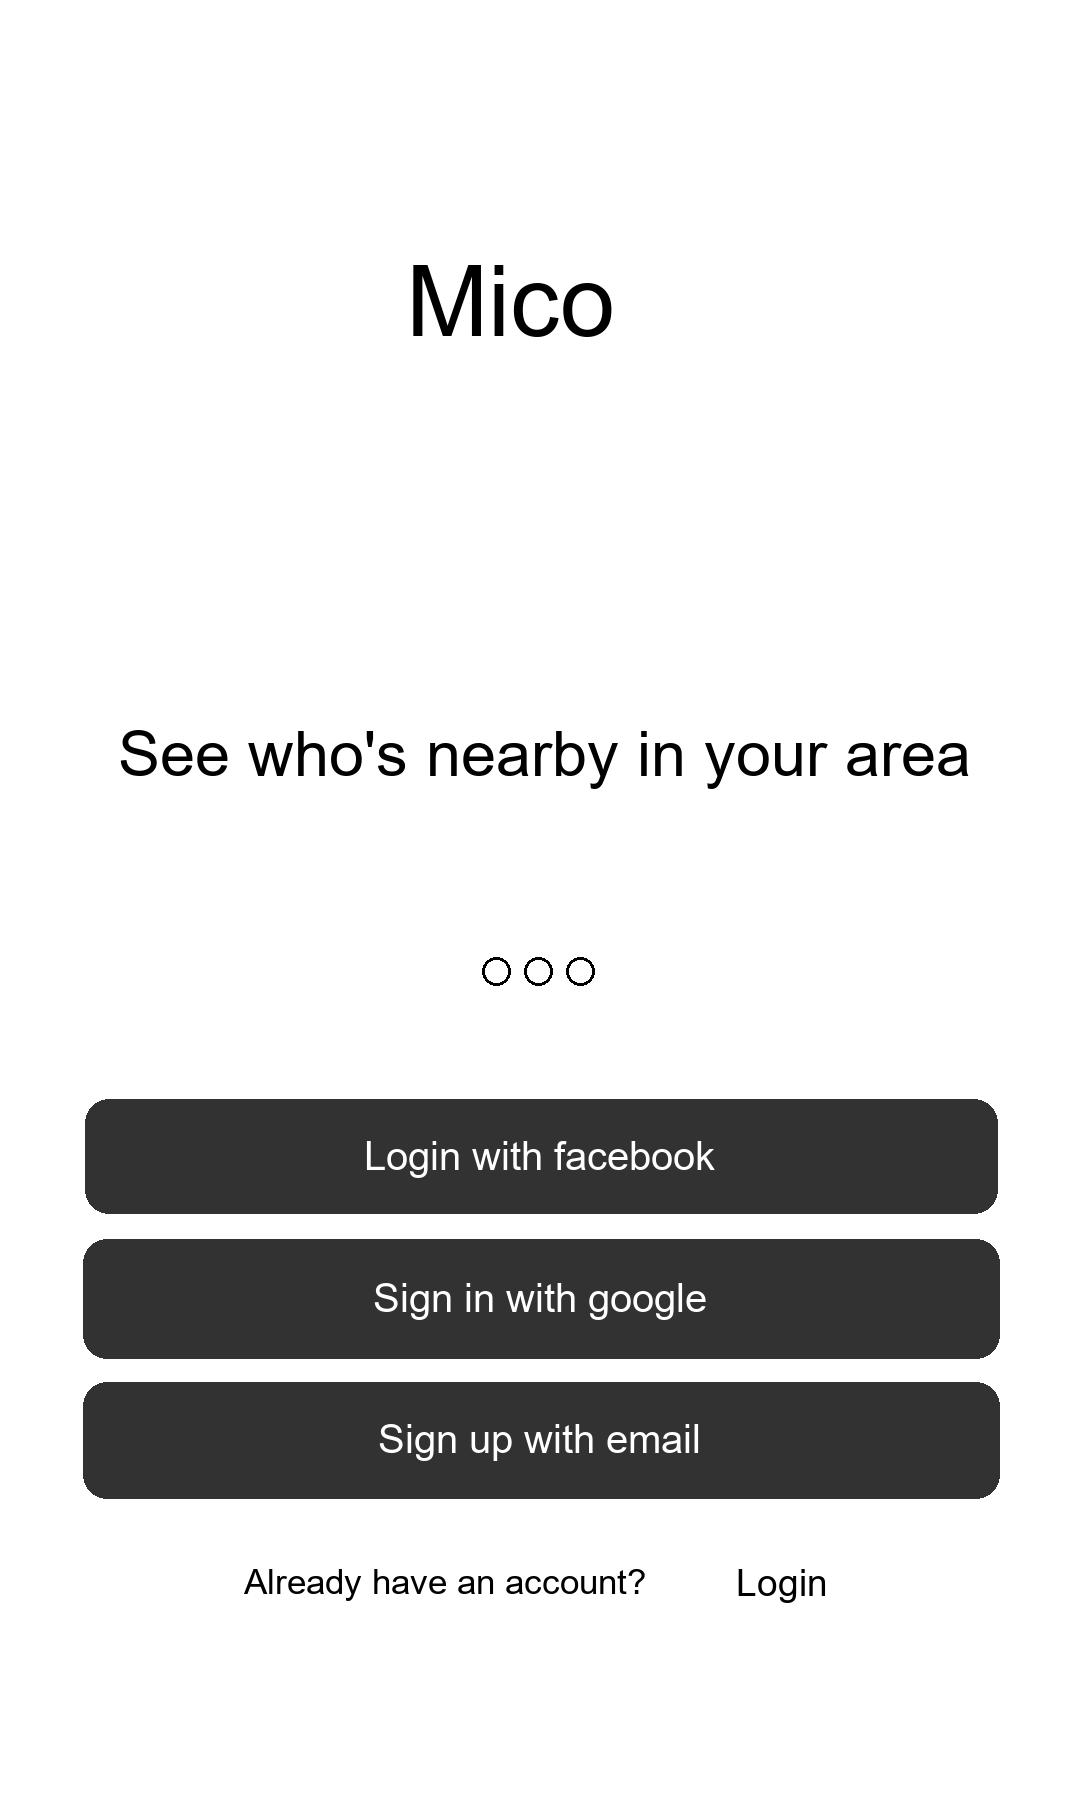 Mico
See who's nearby in your area
Login with facebook
Sign in with google
Sign up with email
Already have an account? Login